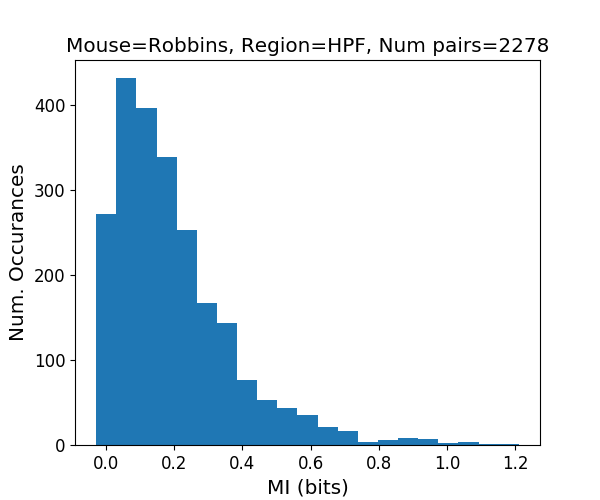 Mouse=Robbins, Region=HPF, Num pairs=2278
Num. Occurances
400
300
200
100
0
0.0 0.2 0.4 0.6 0.8 1.0 1.2
MI (bits)